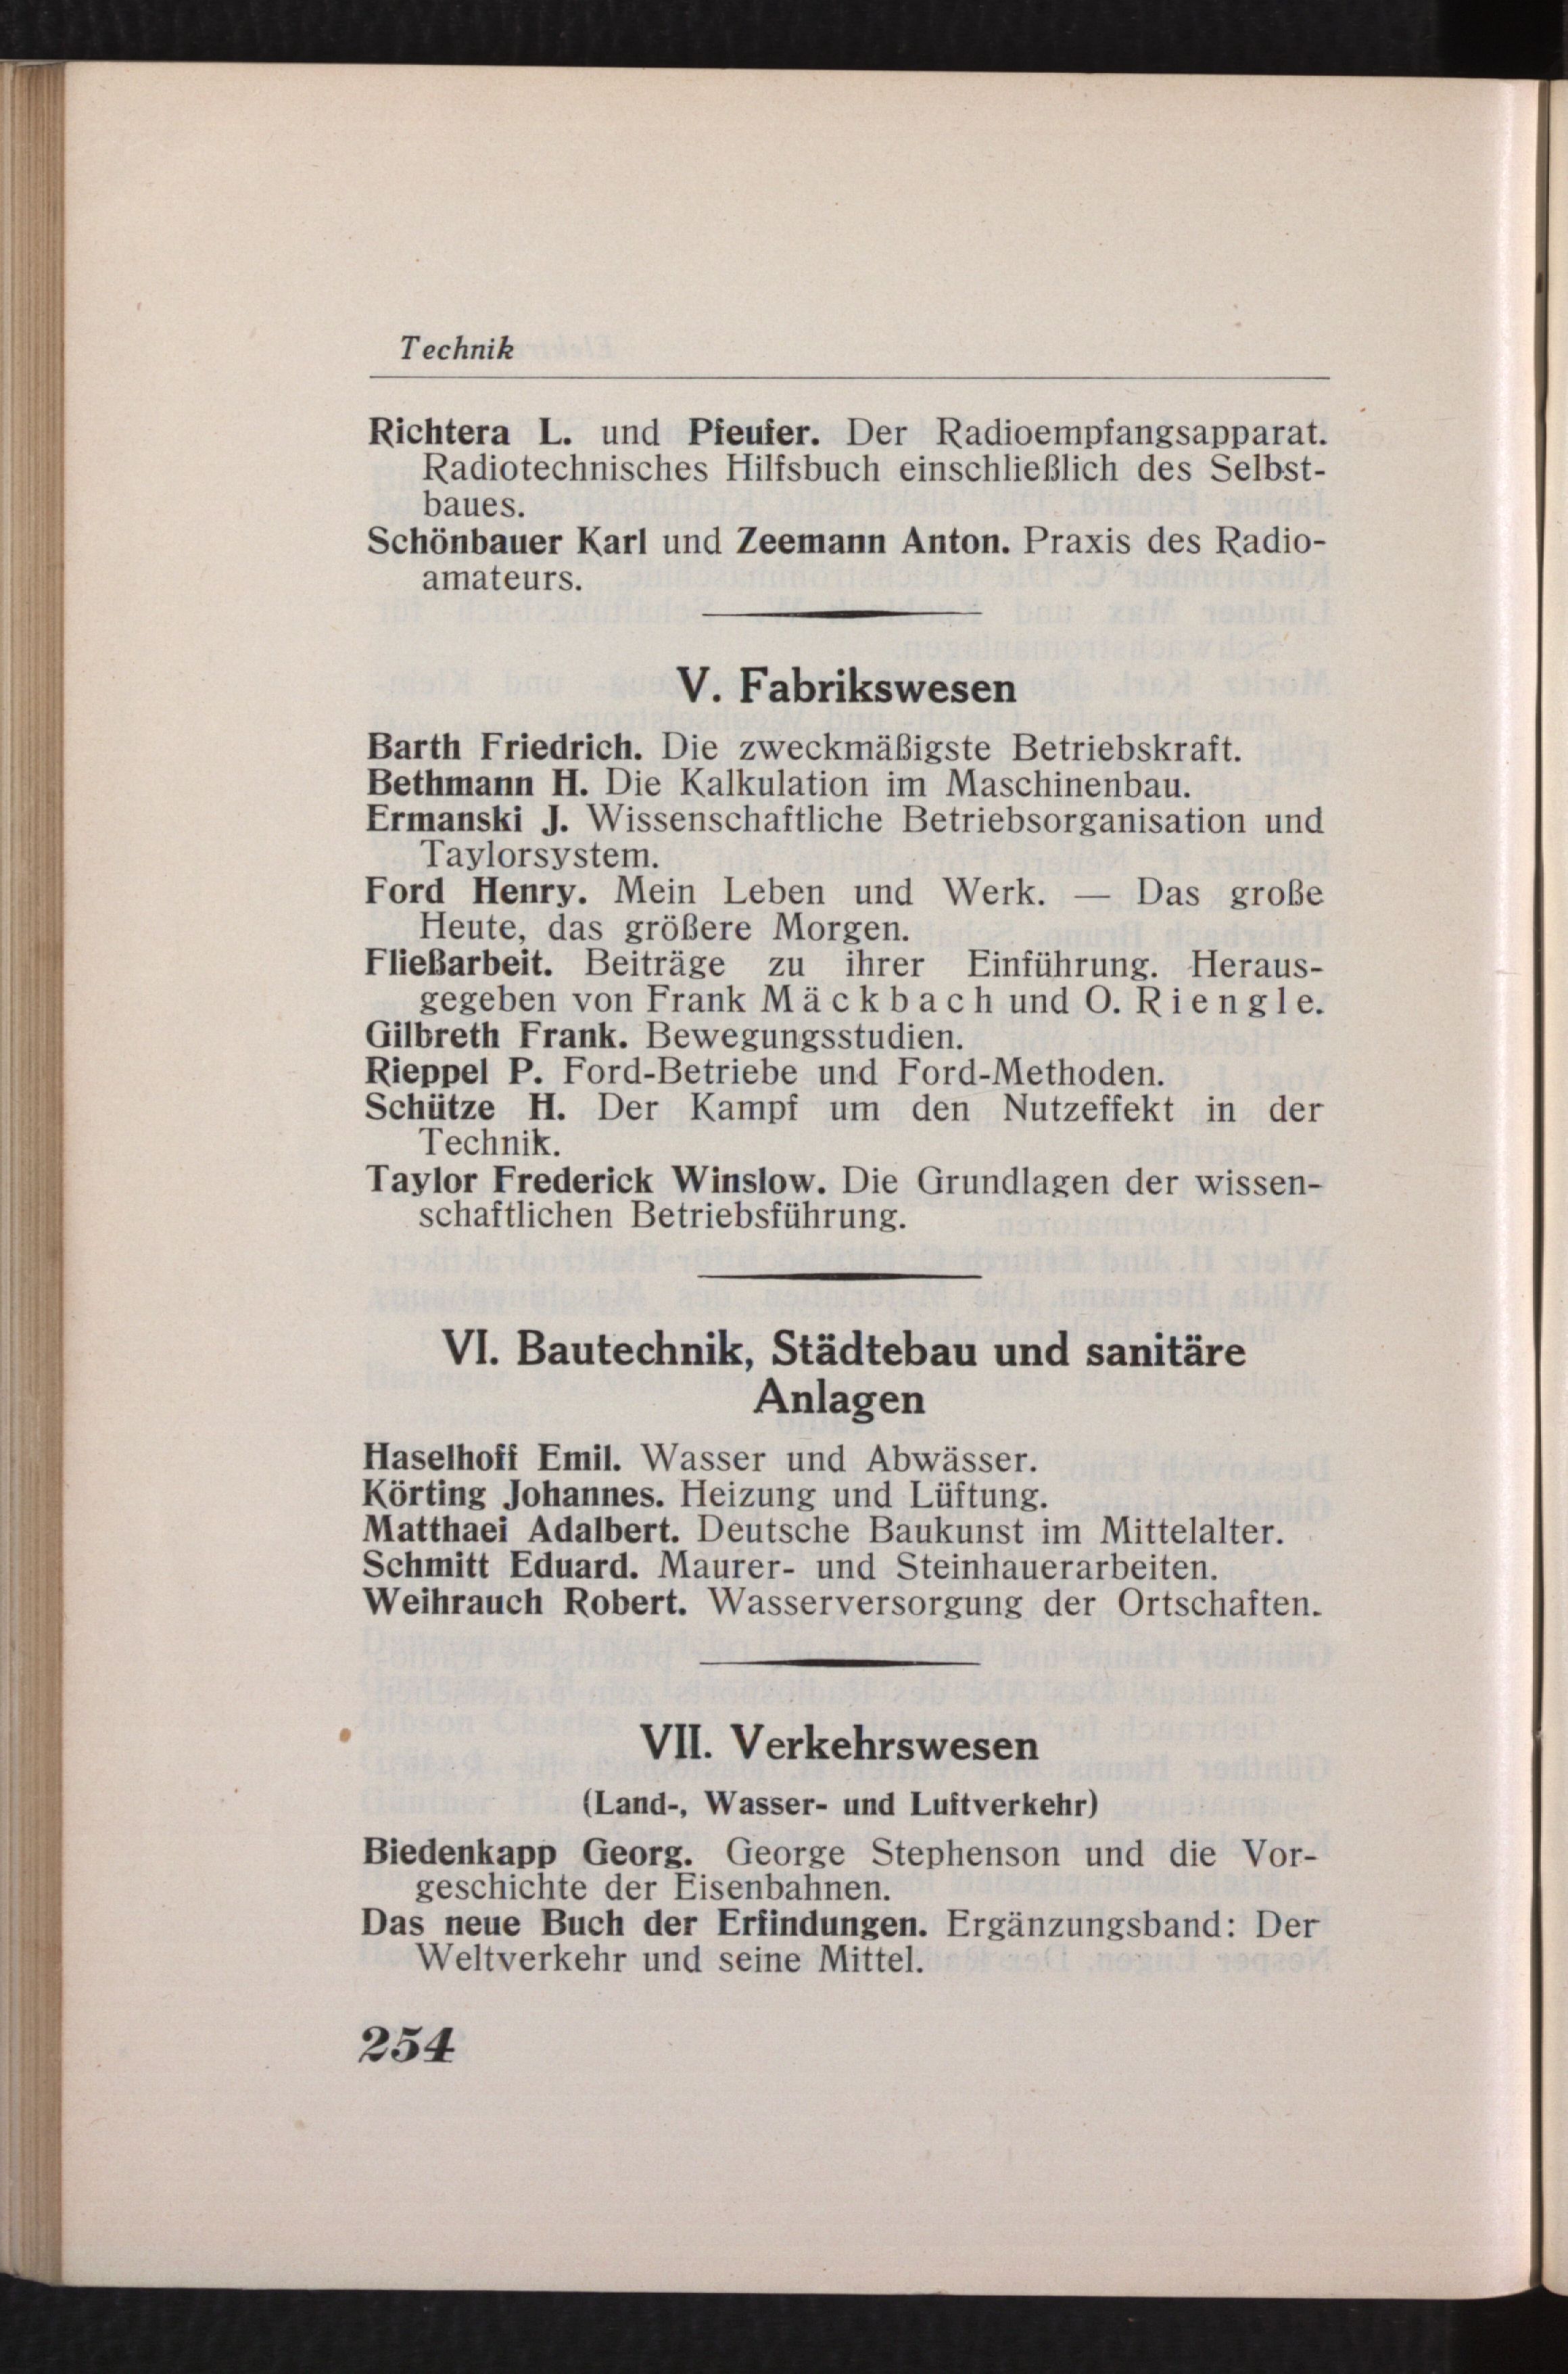 Technik
Richtera L. und Pfeufer. Der Radioempfangsapparat.
Radiotechnisches Hilfsbuch einschließlich des Selbst-
baues.
Schönbauer Karl und Zeemann Anton. Praxis des Radio-
amateurs.
V. Fabrikswesen
Barth Friedrich. Die zweckmäßigste Betriebskraft.
Bethmann H. Die Kalkulation im Maschinenbau.
Ermanski J. Wissenschaftliche Betriebsorganisation und
Taylorsystem.
Ford Henry. Mein Leben und Werk. — Das große
Heute, das größere Morgen.
Fließarbeit. Beiträge zu ihrer Einführung. Heraus-
gegeben von Frank Mäckbach und O. Riengle.
Gilbreth Frank. Bewegungsstudien.
Rieppel P. Ford-Betriebe und Ford-Methoden.
Schütze H. Der Kampf um den Nutzeffekt in der
Technik.
Taylor Frederick Winslow. Die Grundlagen der wissen-
schaftlichen Betriebsführung.
VI. Bautechnik, Städtebau und sanitäre
Anlagen
Haselhoff Emil. Wasser und Abwässer.
Körting Johannes. Heizung und Lüftung.
Matthaei Adalbert. Deutsche Baukunst im Mittelalter.
Schmitt Eduard. Maurer- und Steinhauerarbeiten.
Weihrauch Robert. Wasserversorgung der Ortschaften.
VII. Verkehrswesen
(Land-, Wasser- und Luftverkehr)
Biedenkapp Georg. George Stephenson und die Vor-
geschichte der Eisenbahnen.
Das neue Buch der Erfindungen. Ergänzungsband: Der
Weltverkehr und seine Mittel.
254